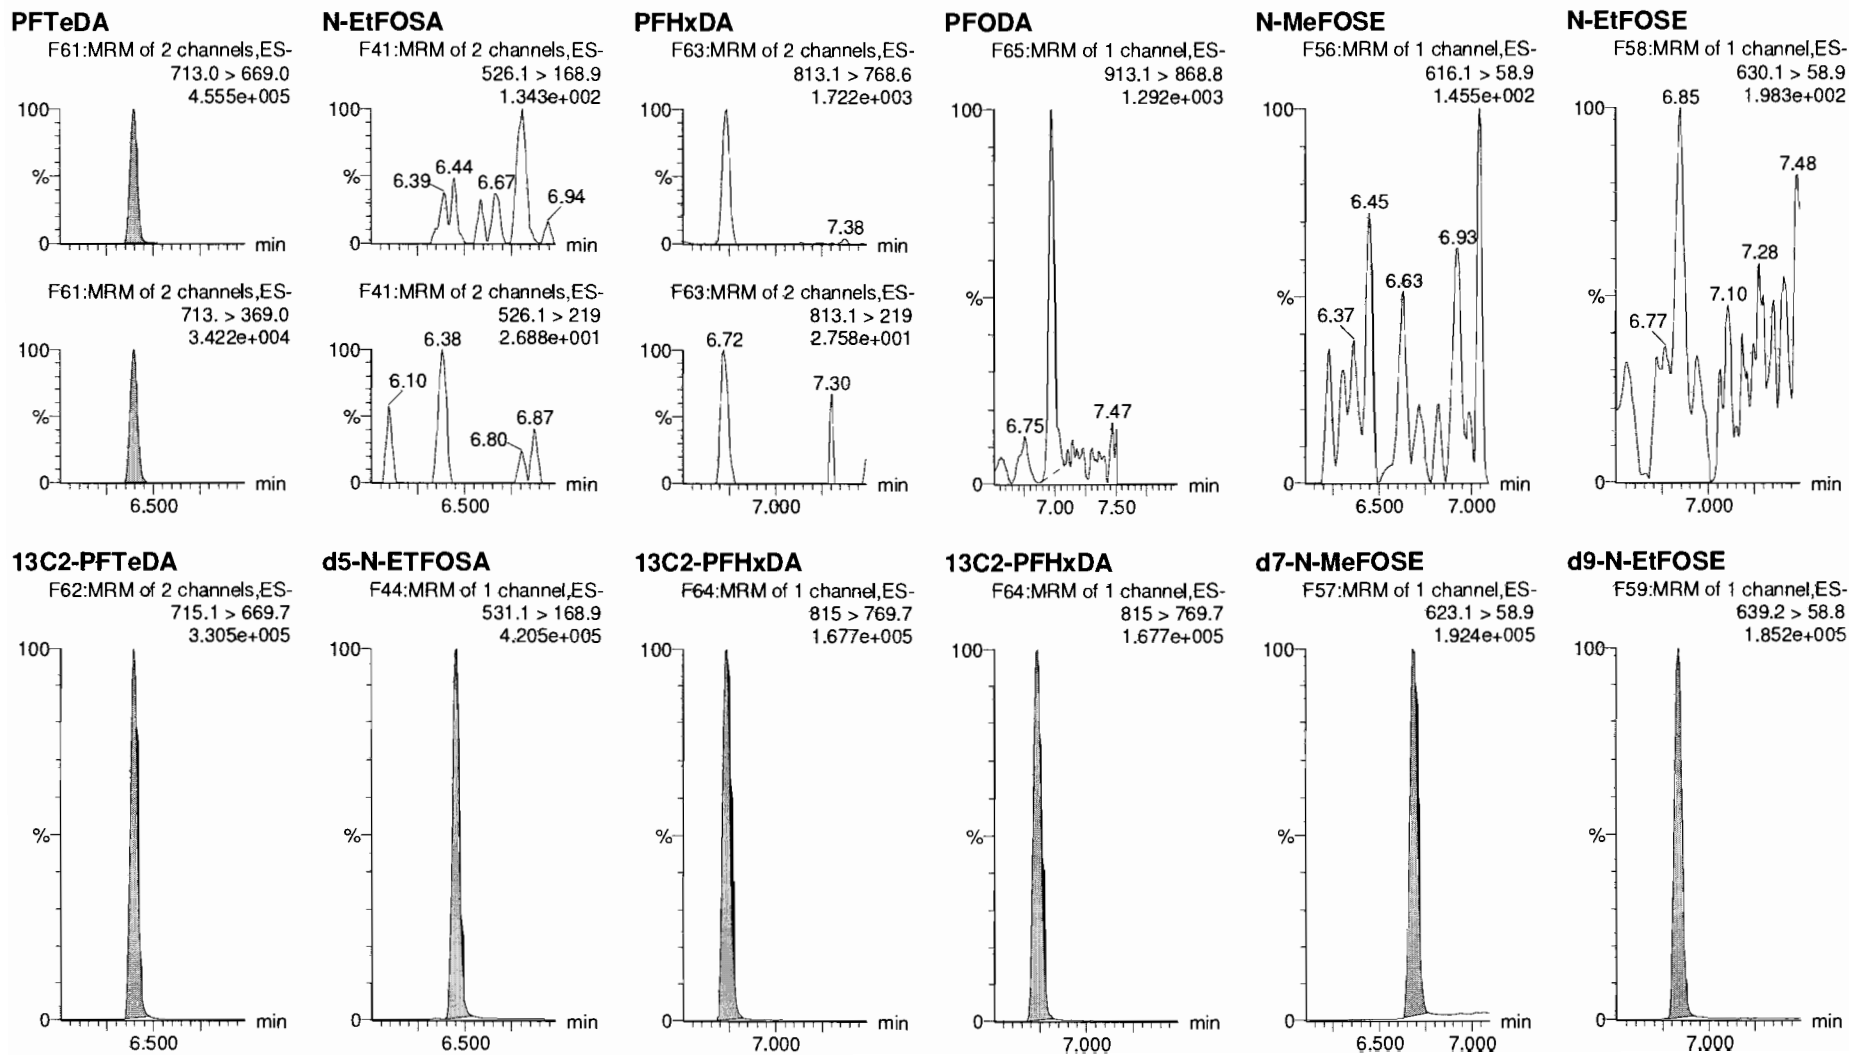 PFTeDA
F61:MRM of 2 channels,ES-
713.0 > 669.0
4.555e+005
100
%
0
min
F61:MRM of 2 channels,ES-
713. > 369.0
3.422e+004
100
%
0
min
6.500
N-EtFOSA
F41:MRM of 2 channels,ES-
526.1 > 168.9
1.343e+002
100
%
0
6.39
6.44
6.67
6.94
min
F41:MRM of 2 channels,ES-
526.1 > 219
2.688e+001
100
%
0
6.10
6.38
6.80
6.87
min
6.500
PFHxDA
F63:MRM of 2 channels,ES-
813.1 > 768.6
1.722e+003
100
%
0
7.38
min
F63:MRM of 2 channels,ES-
813.1 > 219
2.758e+001
100
%
0
6.72
7.30
min
7.000
PFODA
F65:MRM of 1 channel,ES-
913.1 > 868.8
1.292e+003
100
%
0
6.75
7.47
min
7.00 7.50
N-MeFOSE
F56:MRM of 1 channel,ES-
616.1 > 58.9
1.455e+002
100
%
0
6.37
6.45
6.63
6.93
min
6.500 7.000
N-EtFOSE
F58:MRM of 1 channel,ES-
630.1 > 58.9
1.983e+002
100
%
0
6.77
6.85
7.10
7.28
7.48
min
7.000
13C2-PFTeDA
F62:MRM of 2 channels,ES-
715.1 > 669.7
3.305e+005
100
%
0
min
6.500
d5-N-ETFOSA
F44:MRM of 1 channel,ES-
531.1 > 168.9
4.205e+005
100
%
0
min
6.500
13C2-PFHxDA
F64:MRM of 1 channel,ES-
815 > 769.7
1.677e+005
100
%
0
min
7.000
13C2-PFHxDA
F64:MRM of 1 channel,ES-
815 > 769.7
1.677e+005
100
%
0
min
7.000
d7-N-MeFOSE
F57:MRM of 1 channel,ES-
623.1 > 58.9
1.924e+005
100
%
0
min
6.500 7.000
d9-N-EtFOSE
F59:MRM of 1 channel,ES-
639.2 > 58.8
1.852e+005
100
%
0
min
7.000